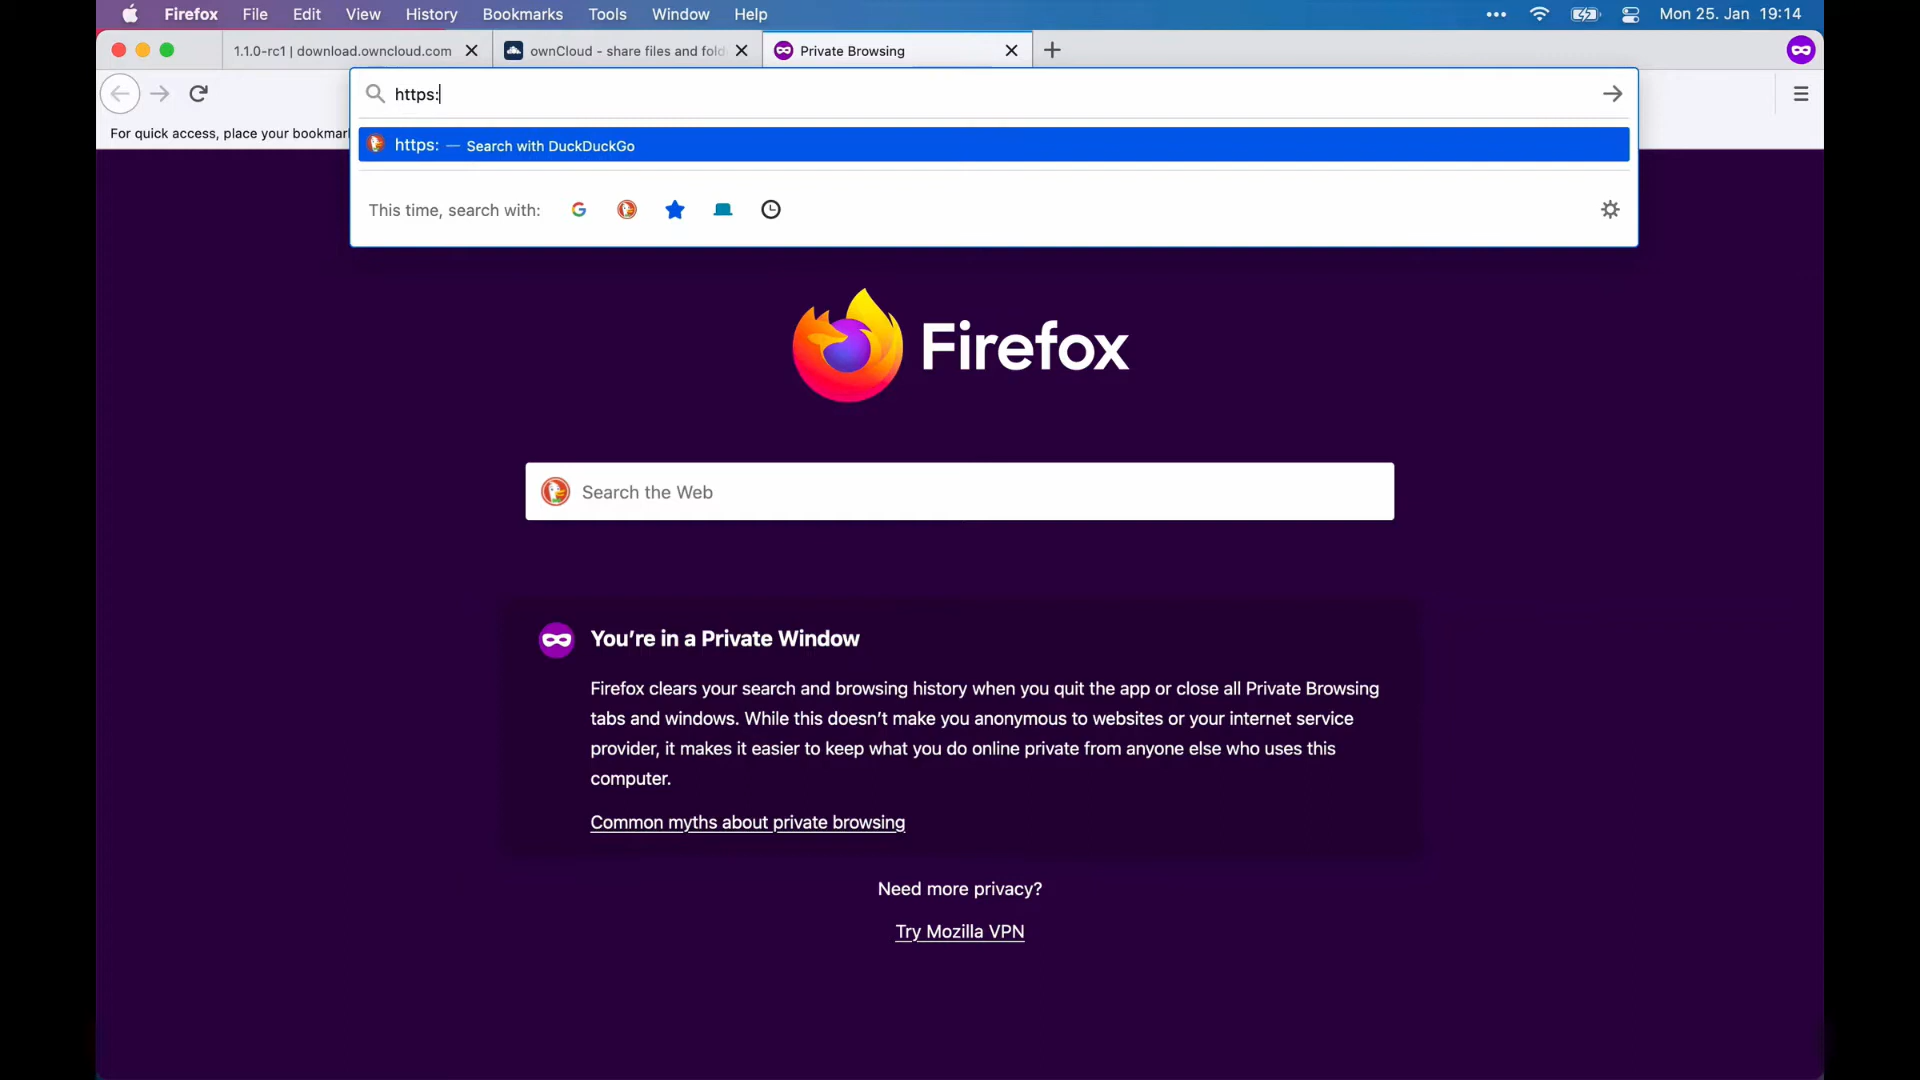 Firefox File Edit View History Bookmarks Tools Window Help Mon 25. Jan 19:14
1.1.0-rc1 | download.owncloud.com ownCloud - share files and fold Private Browsing
https:
For quick access, place your bookmar
https: — Search with DuckDuckGo
This time, search with:
Firefox
Search the Web
You’re in a Private Window
Firefox clears your search and browsing history when you quit the app or close all Private Browsing
tabs and windows. While this doesn’t make you anonymous to websites or your internet service
provider, it makes it easier to keep what you do online private from anyone else who uses this
computer.
Common myths about private browsing
Need more privacy?
Try Mozilla VPN